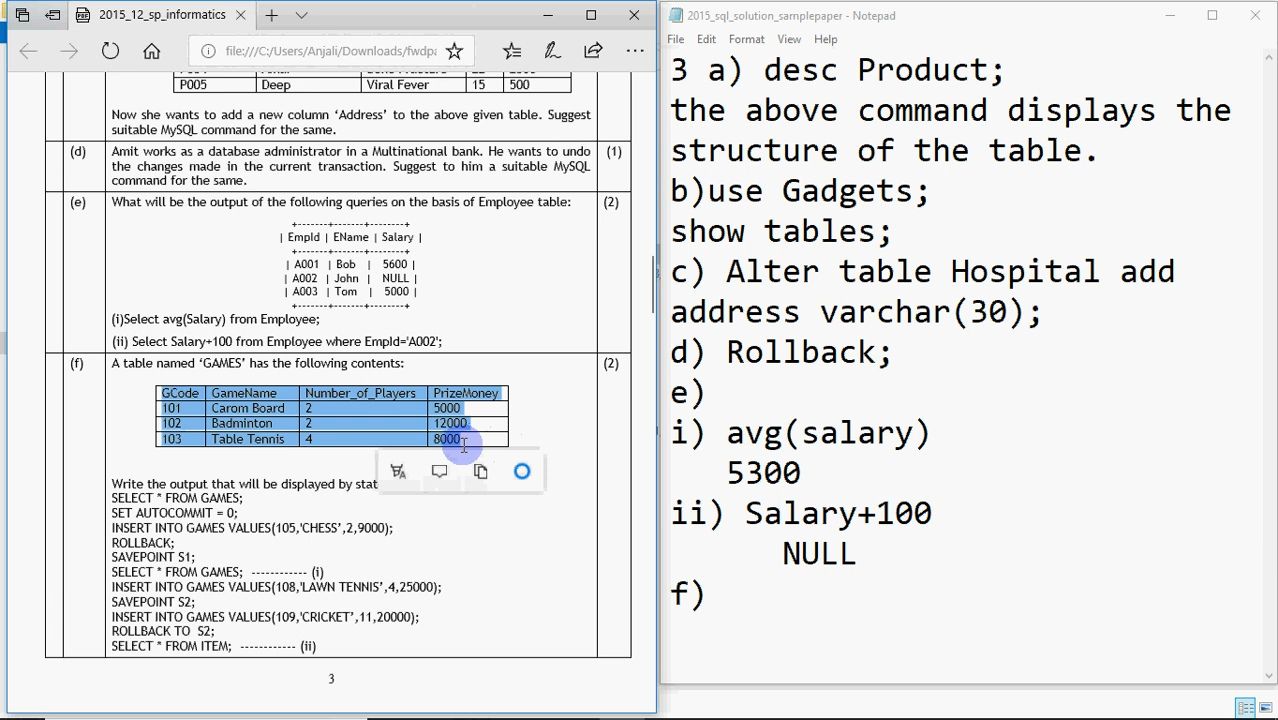 2015_12_sp_informatics
file:///C:/Users/Anjali/Downloads/fwdpa
P005 Deep Viral Fever 15 500
Now she wants to add a new column ‘Address’ to the above given table. Suggest
suitable MySQL command for the same.
(d) Amit works as a database administrator in a Multinational bank. He wants to undo (1)
the changes made in the current transaction. Suggest to him a suitable MySQL
command for the same.
(e) What will be the output of the following queries on the basis of Employee table: (2)
+-------+-------+--------+
| EmpId | EName | Salary |
+-------+-------+--------+
| A001 | Bob | 5600 |
| A002 | John | NULL |
| A003 | Tom | 5000 |
+-------+-------+--------+
(i)Select avg(Salary) from Employee;
(ii) Select Salary+100 from Employee where EmpId='A002';
(f) A table named ‘GAMES’ has the following contents: (2)
GCode GameName Number_of_Players PrizeMoney
101 Carom Board 2 5000
102 Badminton 2 12000
103 Table Tennis 4 8000
Write the output that will be displayed by stat
SELECT * FROM GAMES;
SET AUTOCOMMIT = 0;
INSERT INTO GAMES VALUES(105,'CHESS',2,9000);
ROLLBACK;
SAVEPOINT S1;
SELECT * FROM GAMES; ------------ (i)
INSERT INTO GAMES VALUES(108,'LAWN TENNIS’,4,25000);
SAVEPOINT S2;
INSERT INTO GAMES VALUES(109,'CRICKET’,11,20000);
ROLLBACK TO S2;
SELECT * FROM ITEM; ------------ (ii)
3
2015_sql_solution_samplepaper - Notepad
File Edit Format View Help
3 a) desc Product;
the above command displays the
structure of the table.
b)use Gadgets;
show tables;
c) Alter table Hospital add
address varchar(30);
d) Rollback;
e)
i) avg(salary)
5300
ii) Salary+100
NULL
f)